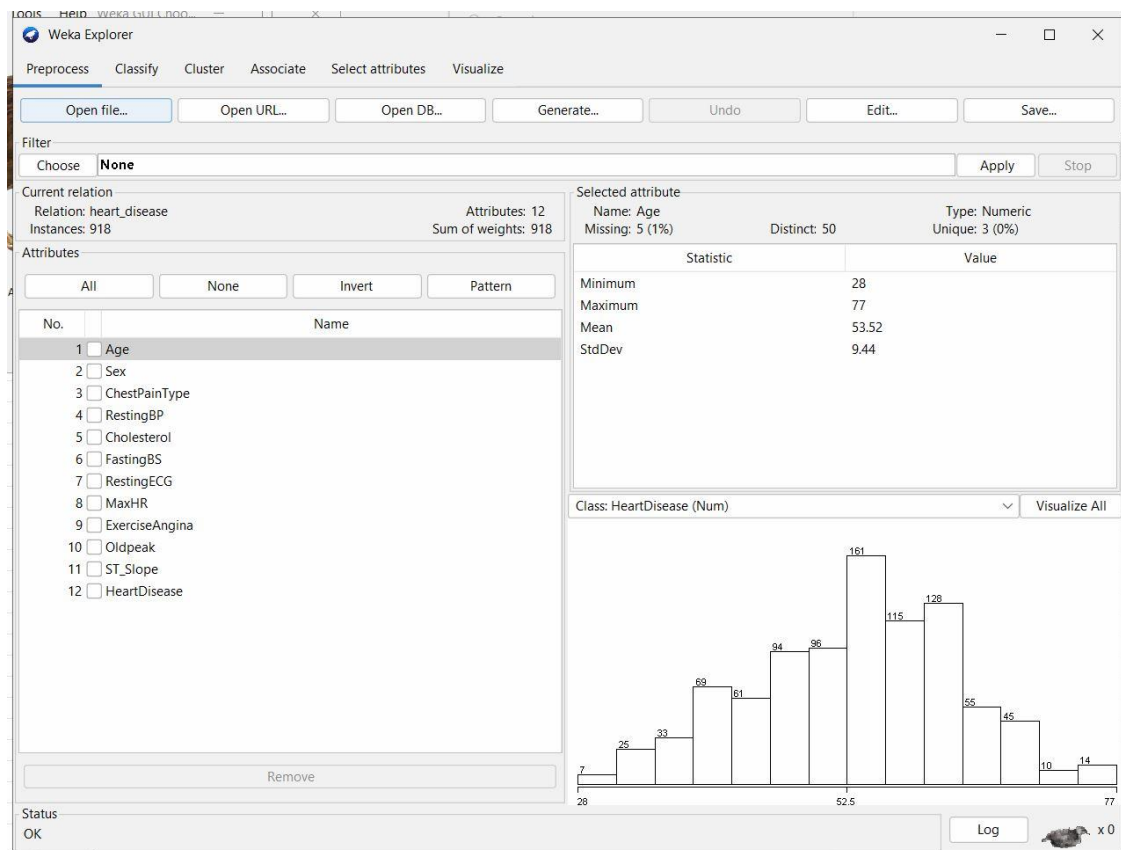 Tools Help Weka GUI Choo...
Weka Explorer
Preprocess Classify Cluster Associate Select attributes Visualize
Open file... Open URL... Open DB... Generate... Undo Edit... Save...
Filter
Choose None Apply Stop
Current relation
Relation: heart_disease Attributes: 12
Instances: 918 Sum of weights: 918
Attributes
All None Invert Pattern
No. Name
1 Age
2 Sex
3 ChestPainType
4 RestingBP
5 Cholesterol
6 FastingBS
7 RestingECG
8 MaxHR
9 ExerciseAngina
10 Oldpeak
11 ST_Slope
12 HeartDisease
Remove
Selected attribute
Name: Age Type: Numeric
Missing: 5 (1%) Distinct: 50 Unique: 3 (0%)
Statistic Value
Minimum 28
Maximum 77
Mean 53.52
StdDev 9.44
Class: HeartDisease (Num) Visualize All
7 25 33 69 61 94 96 161 115 128 55 45 10 14
28 52.5 77
Status
OK Log x 0